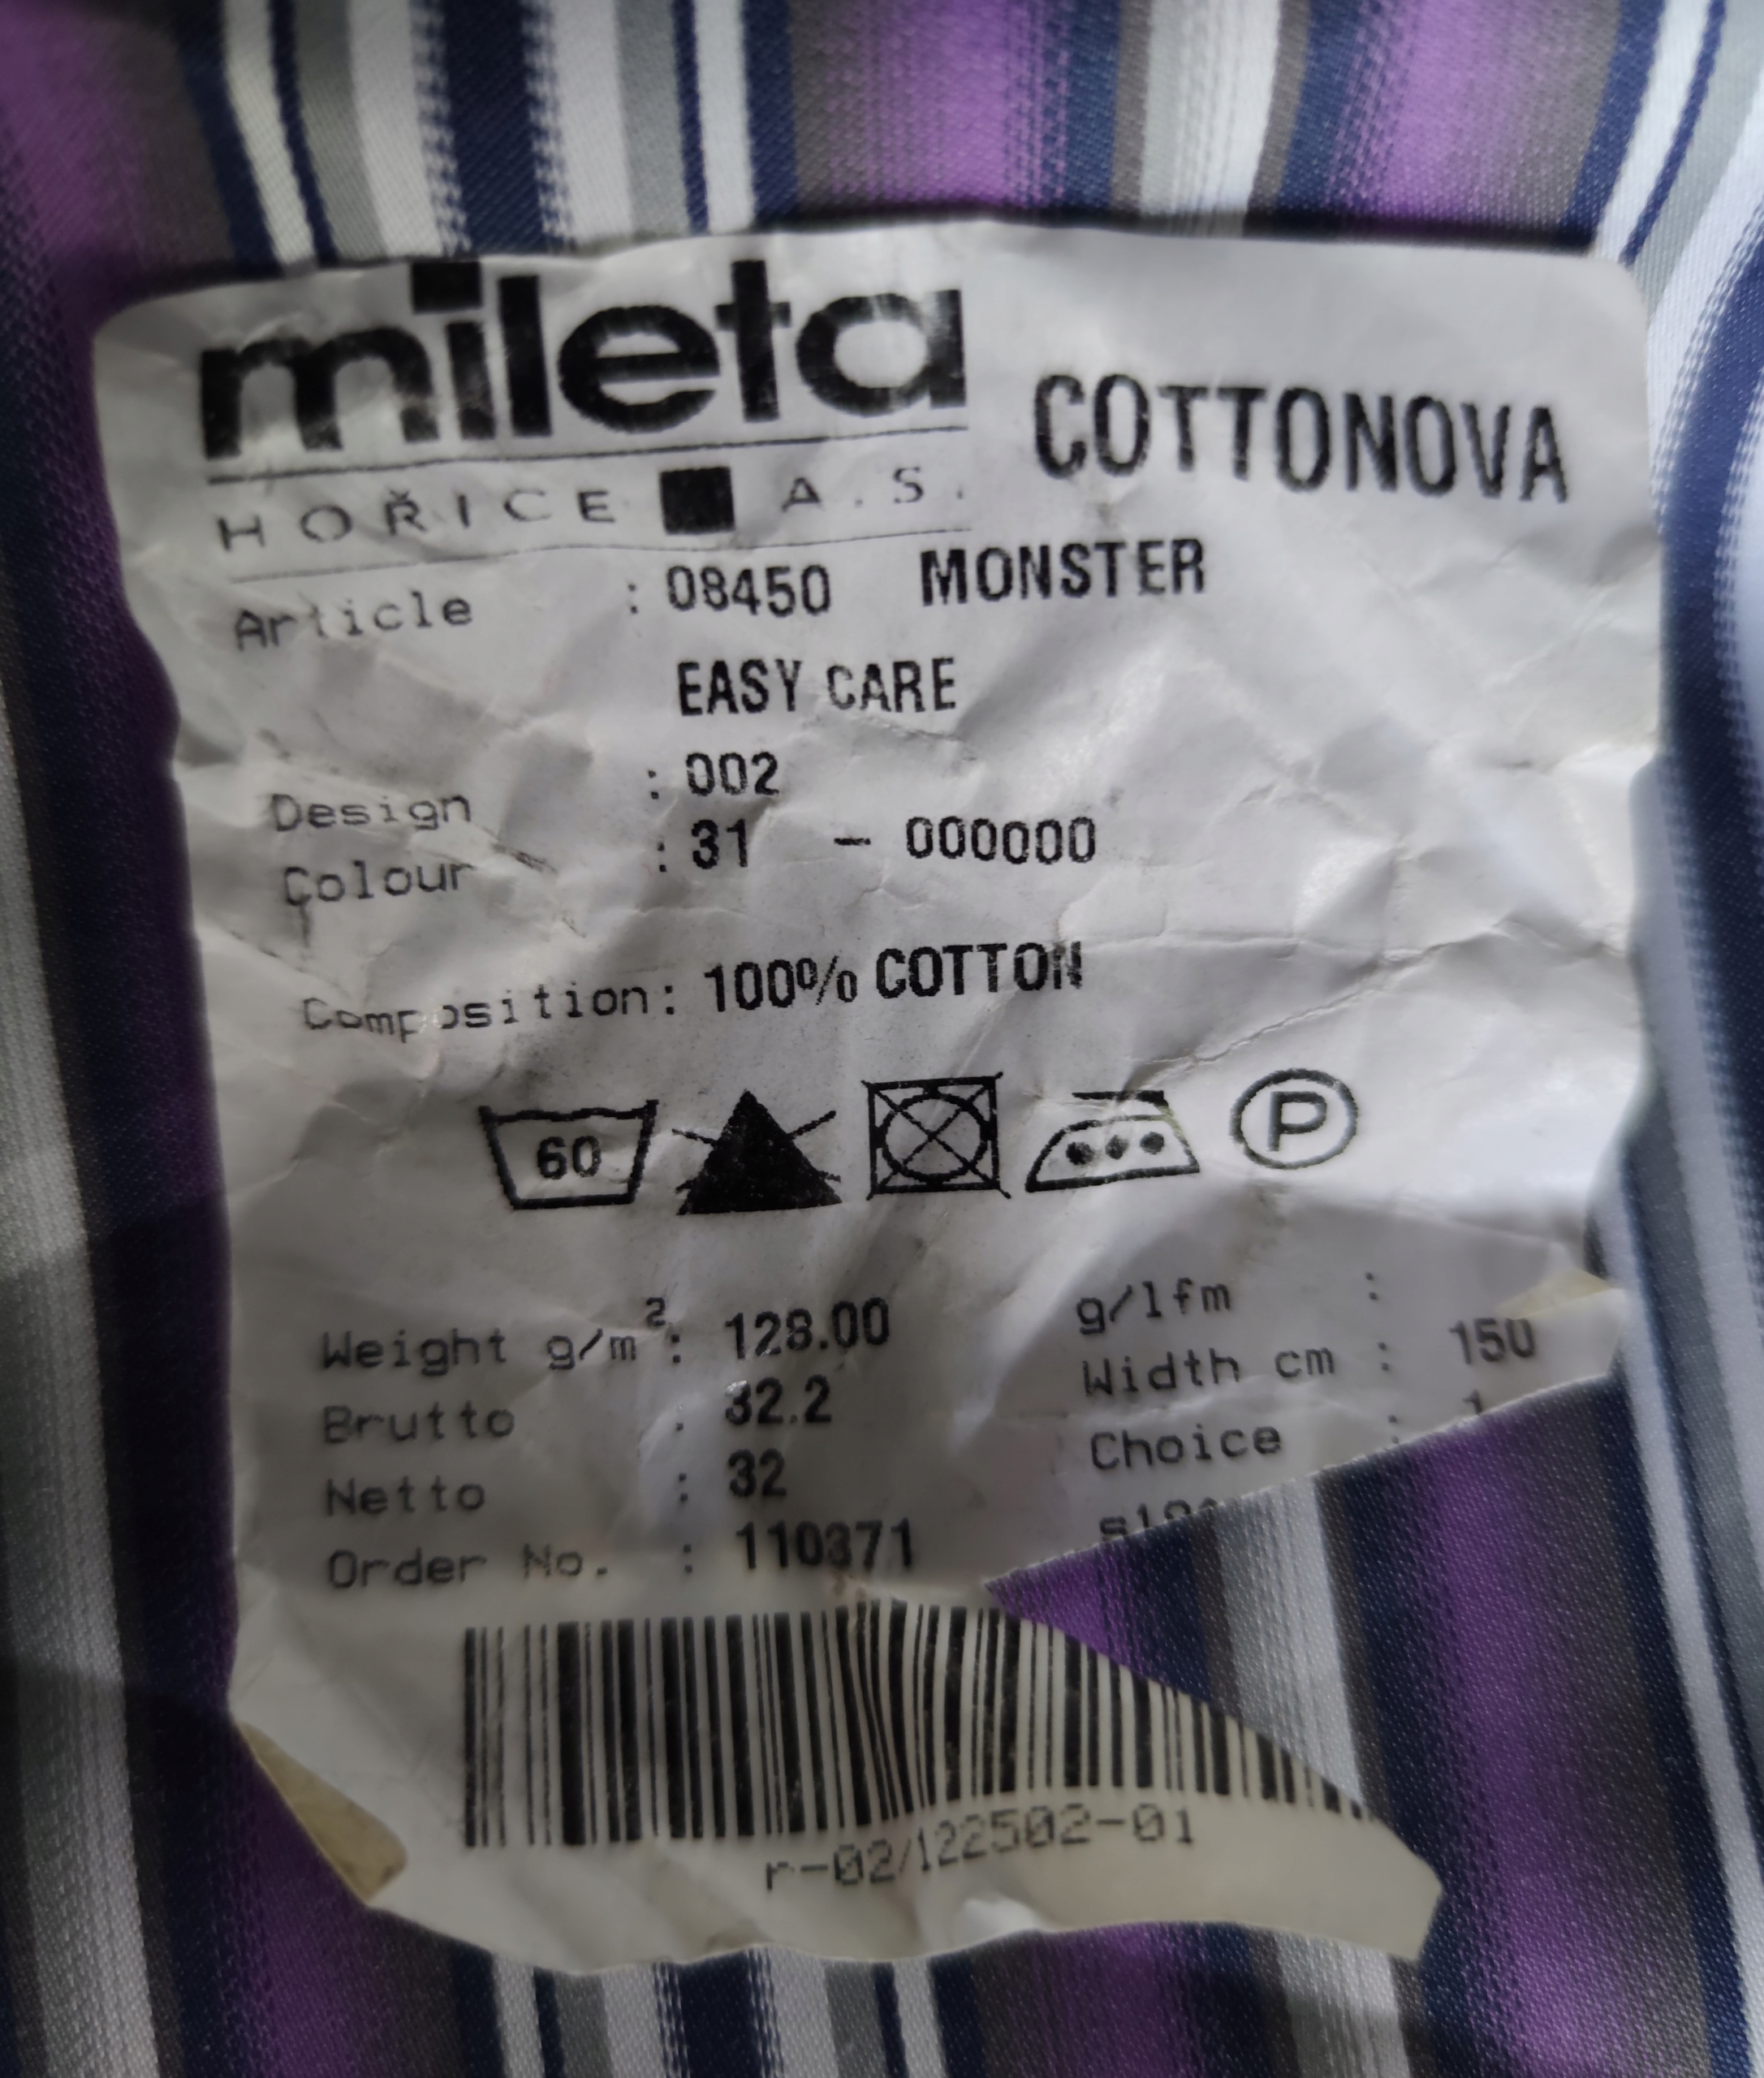 mileta
HOŘICE A.S.
COTTONOVA
Article : 08450 MONSTER
EASY CARE
Design : 002
Colour : 31 - 000000
Composition: 100% COTTON
60
P
Weight g/m²: 128.00
g/lfm :
Brutto : 32.2
Width cm : 150
Netto : 32
Choice : 1
Order No. : 110371
r-02/122502-01